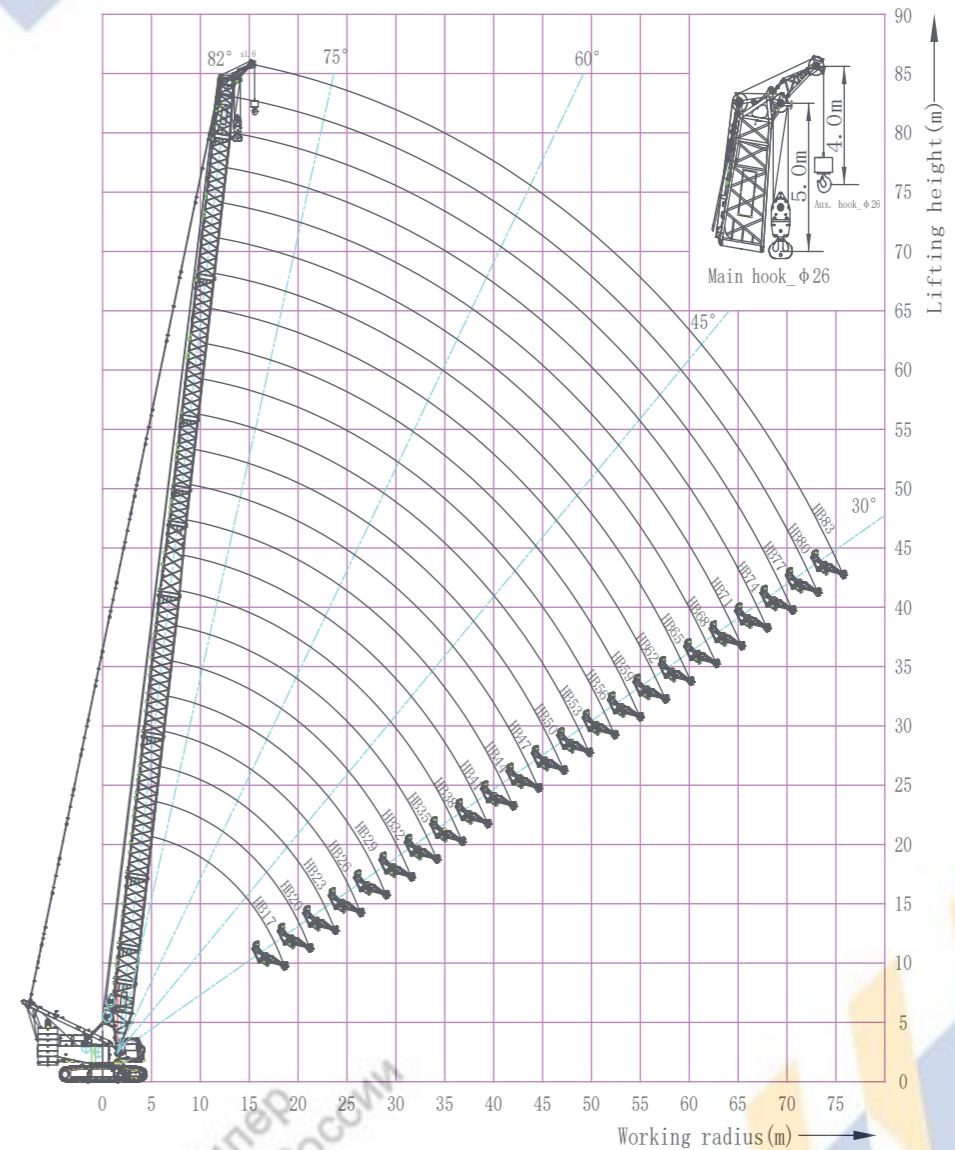 82°
s1.6
75°
60°
45°
30°
90
85
80
75
70
65
60
55
50
45
40
35
30
25
20
15
10
5
0
Lifting height(m)
5.0m
4.0m
Aux. hook_φ26
Main hook_φ26
HB83
HB80
HB77
HB74
HB71
HB68
HB65
HB62
HB59
HB56
HB53
HB50
HB47
HB44
HB41
HB38
HB35
HB32
HB29
HB26
HB23
HB20
HB17
0 5 10 15 20 25 30 35 40 45 50 55 60 65 70 75
Working radius(m)